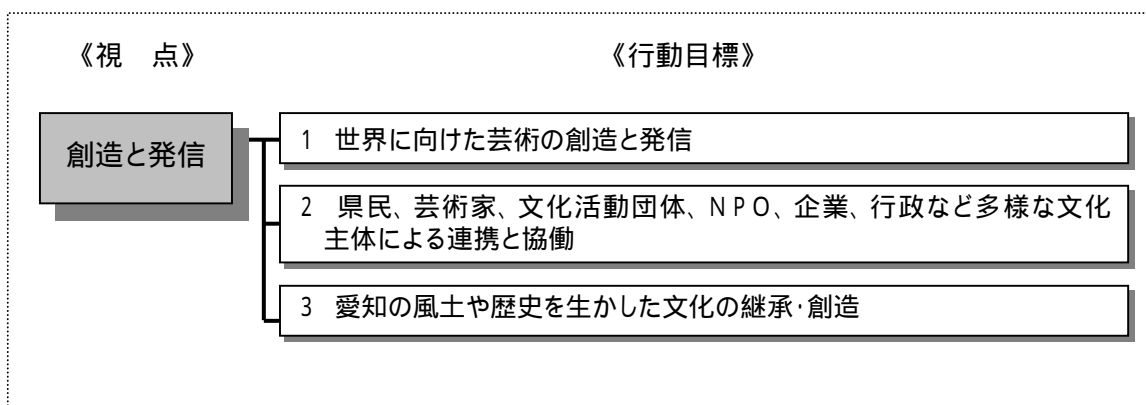 《視　点》　《行動目標》
創造と発信
1　世界に向けた芸術の創造と発信
2　県民、芸術家、文化活動団体、ＮＰＯ、企業、行政など多様な文化
主体による連携と協働
3　愛知の風土や歴史を生かした文化の継承･創造